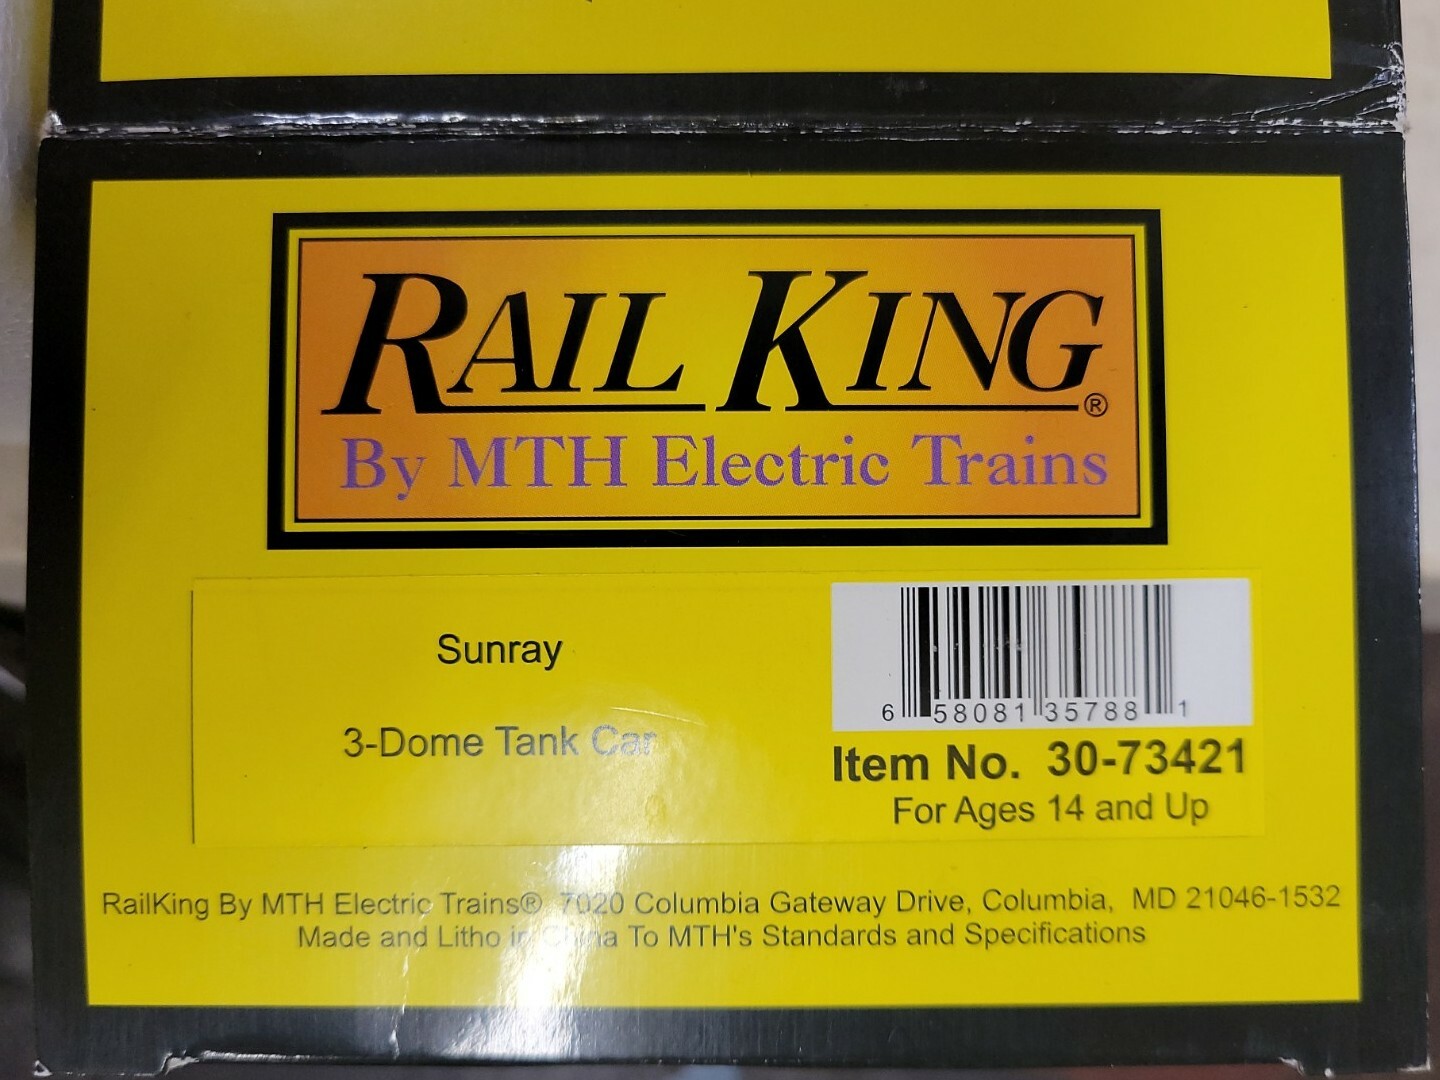 RAIL KING®
By MTH Electric Trains
Sunray
3-Dome Tank Car
6 58081 35788 1
Item No. 30-73421
For Ages 14 and Up
RailKing By MTH Electric Trains® 7020 Columbia Gateway Drive, Columbia, MD 21046-1532
Made and Litho in China To MTH's Standards and Specifications